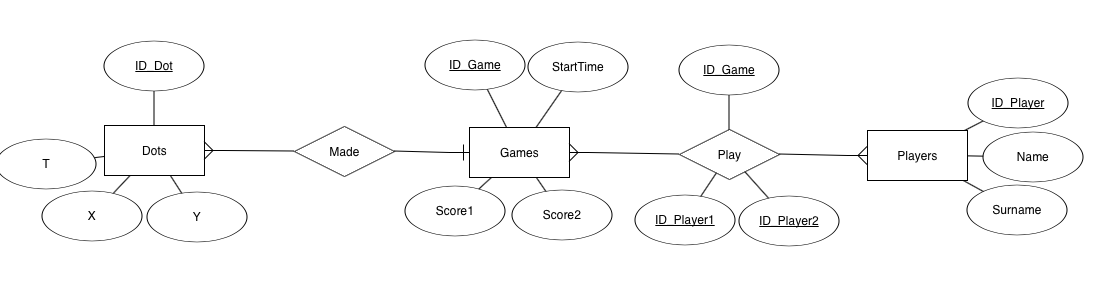 ID_Dot
T
X
Y
Dots
Made
ID_Game
StartTime
Games
Score1
Score2
ID_Game
Play
ID_Player1
ID_Player2
Players
ID_Player
Name
Surname